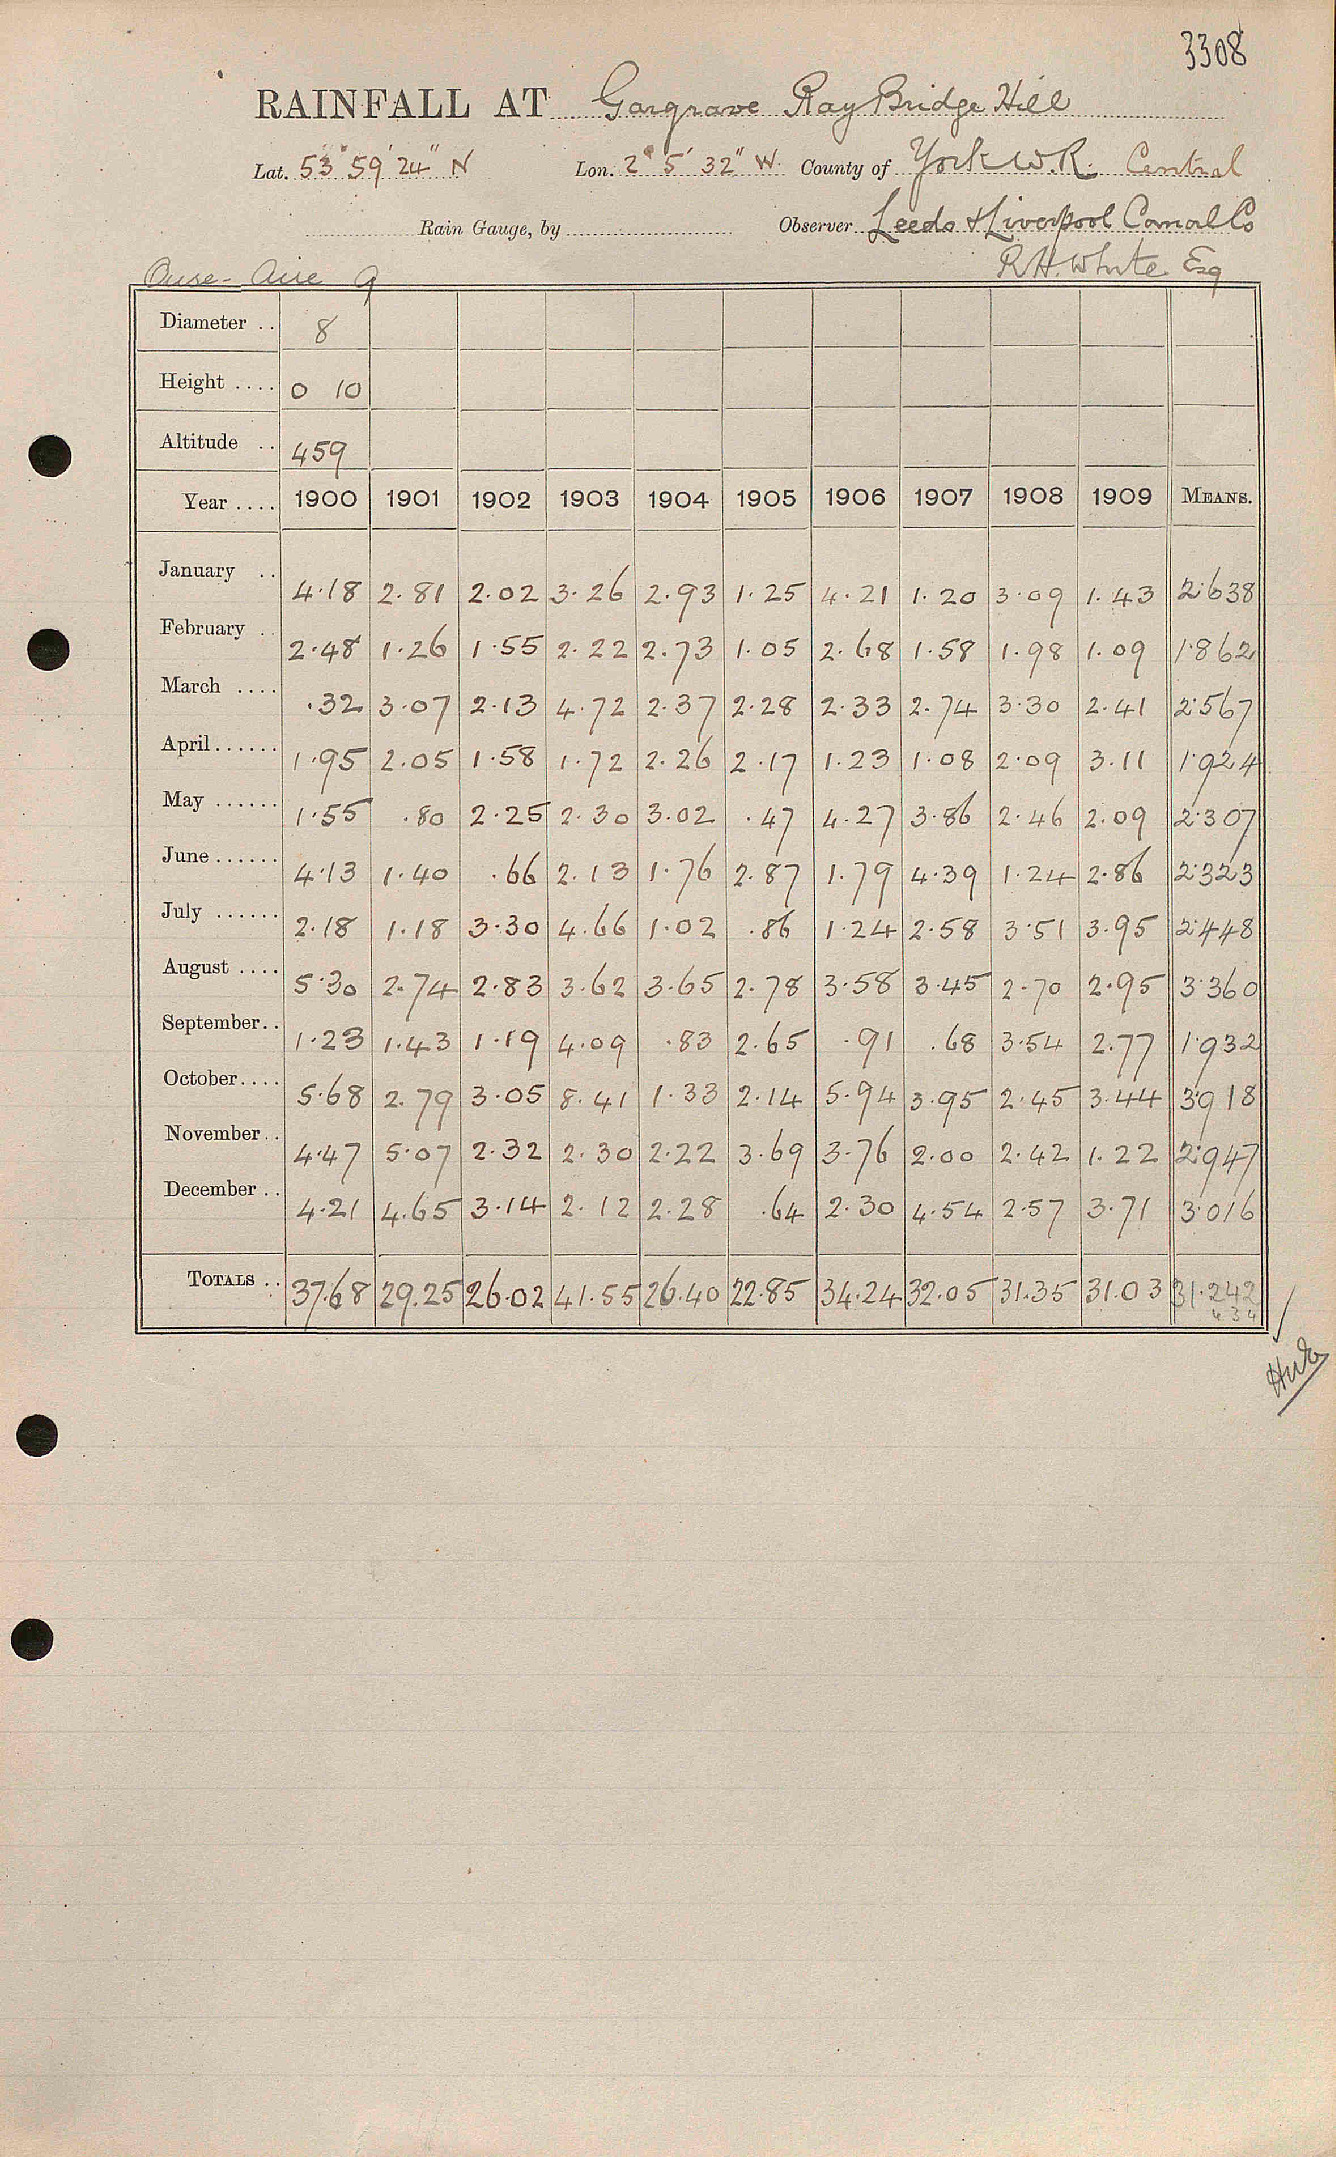 3308
RAINFALL AT Gargrave Ray Bridge Hill
Lat. 53° 59' 24" N Lon. 2° 5' 32" W. County of York W.R. Central
Rain Gauge, by Observer Leeds & Liverpool Canal Co
R H White Esq
Ouse - Aire 9
Diameter .. 8
Height .... 0 10
Altitude .. 459
Year .... 1900 1901 1902 1903 1904 1905 1906 1907 1908 1909 MEANS.
January .. 4.18 2.81 2.02 3.26 2.93 1.25 4.21 1.20 3.09 1.43 2.638
February .. 2.48 1.26 1.55 2.22 2.73 1.05 2.68 1.58 1.98 1.09 1.862
March .... .32 3.07 2.13 4.72 2.37 2.28 2.33 2.74 3.30 2.41 2.567
April...... 1.95 2.05 1.58 1.72 2.26 2.17 1.23 1.08 2.09 3.11 1.924
May ...... 1.55 .80 2.25 2.30 3.02 .47 4.27 3.86 2.46 2.09 2.307
June...... 4.13 1.40 .66 2.13 1.76 2.87 1.79 4.39 1.24 2.86 2.323
July ...... 2.18 1.18 3.30 4.66 1.02 .86 1.24 2.58 3.51 3.95 2.448
August .... 5.30 2.74 2.83 3.62 3.65 2.78 3.58 3.45 2.70 2.95 3.360
September.. 1.23 1.43 1.19 4.09 .83 2.65 .91 .68 3.54 2.77 1.932
October.... 5.68 2.79 3.05 8.41 1.33 2.14 5.94 3.95 2.45 3.44 3.918
November.. 4.47 5.07 2.32 2.30 2.22 3.69 3.76 2.00 2.42 1.22 2.947
December .. 4.21 4.65 3.14 2.12 2.28 .64 2.30 4.54 2.57 3.71 3.016
TOTALS .. 37.68 29.25 26.02 41.55 26.40 22.85 34.24 32.05 31.35 31.03 31.242
4 3 4